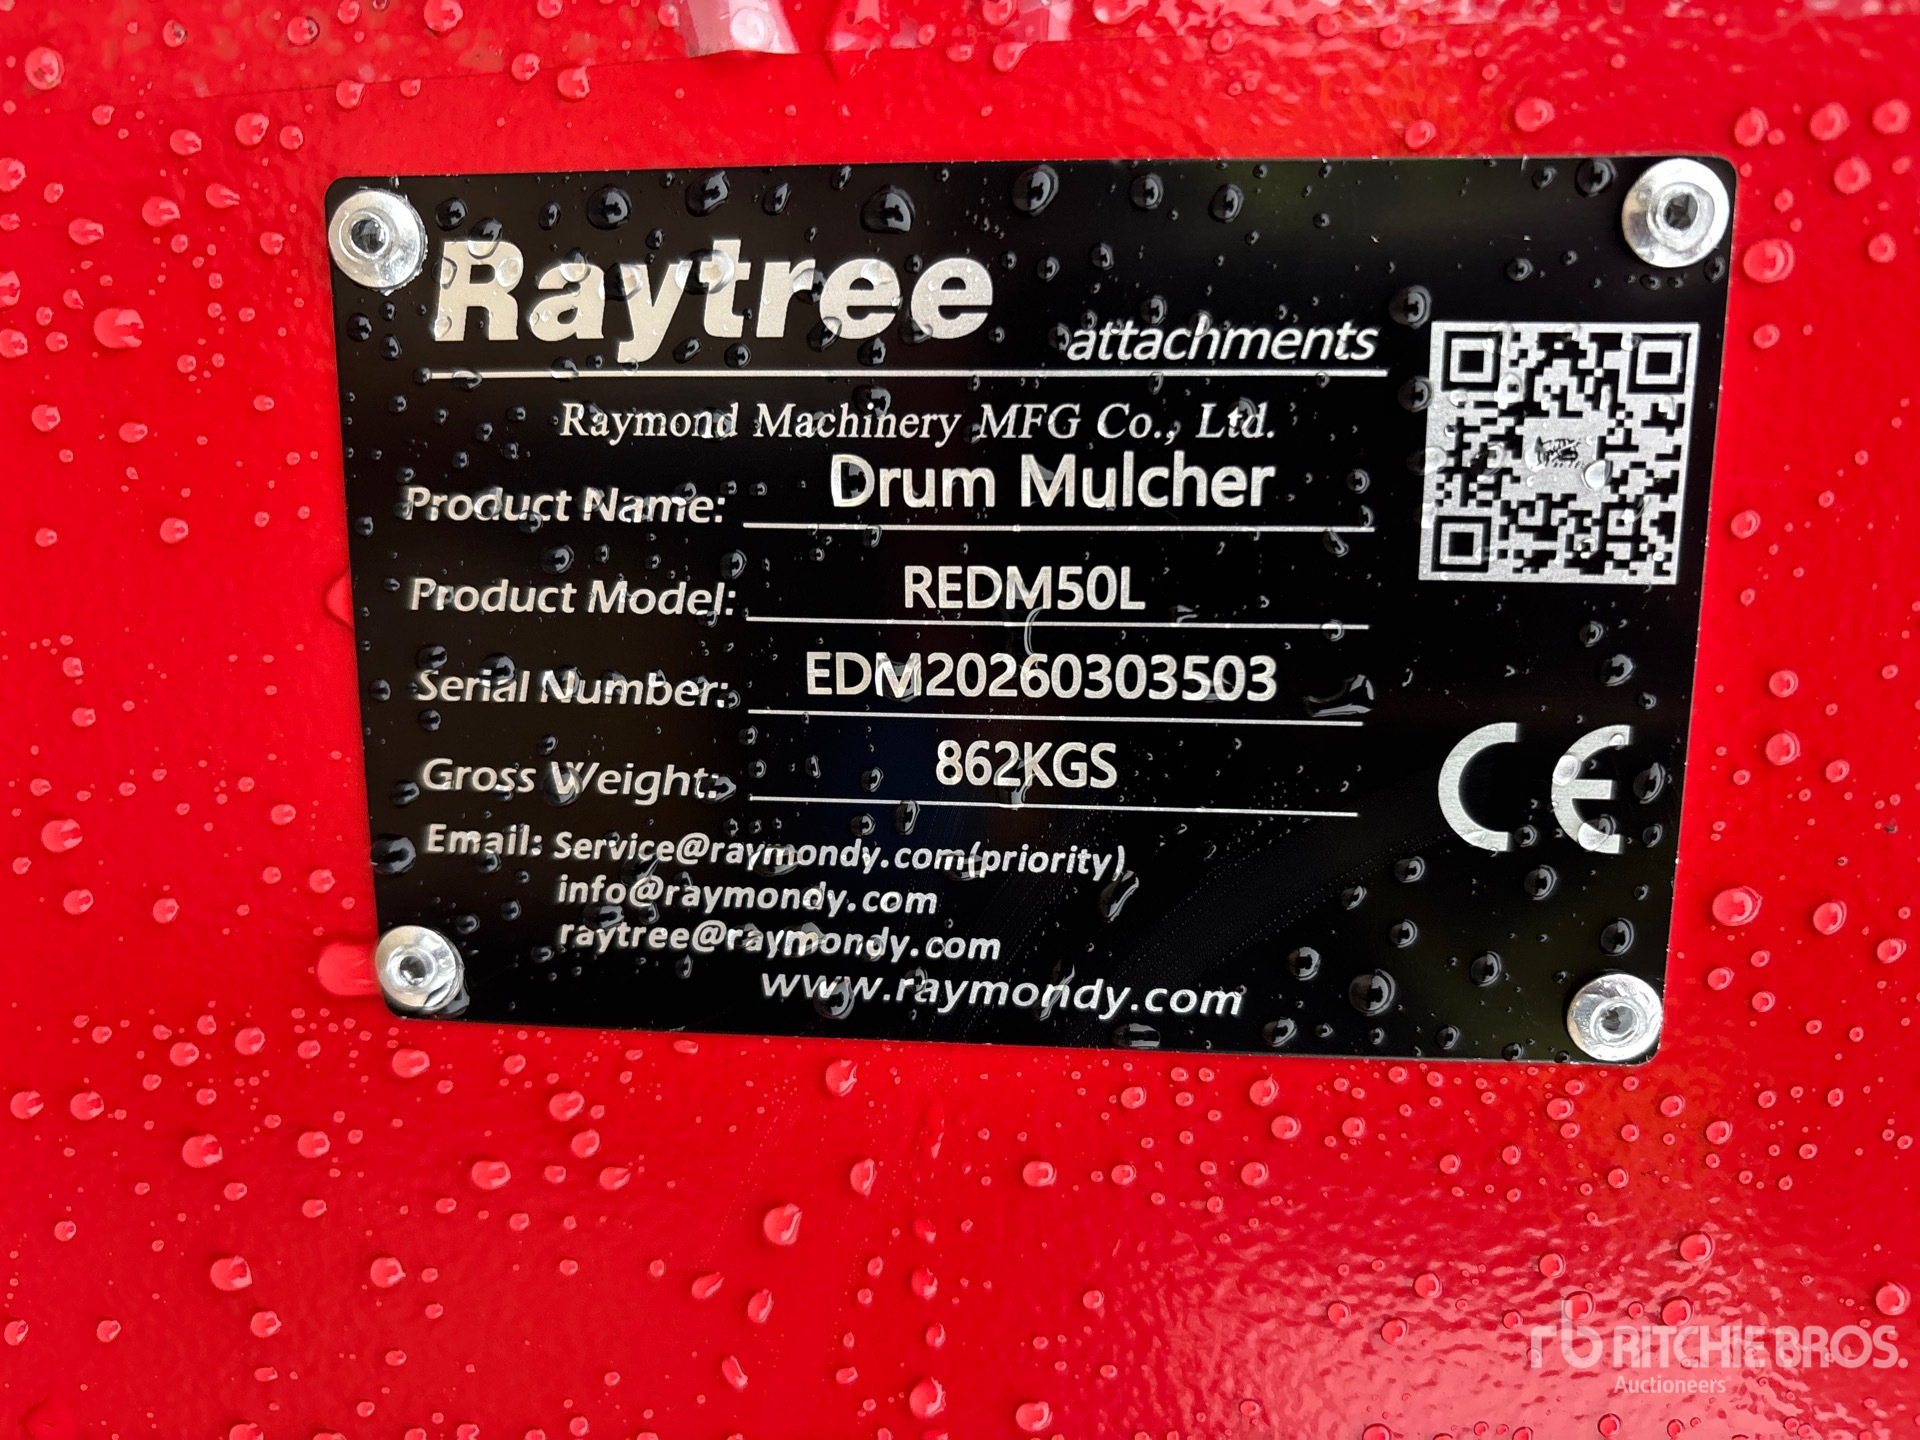 Raytree
attachments
Raymond Machinery MFG Co., Ltd.
Product Name: Drum Mulcher
Product Model: REDM50L
Serial Number: EDM20260303503
Gross Weight: 862KGS
Email: Service@raymondy.com(priority)
info@raymondy.com
raytree@raymondy.com
www.raymondy.com
CE
rb RITCHIE BROS.
Auctioneers